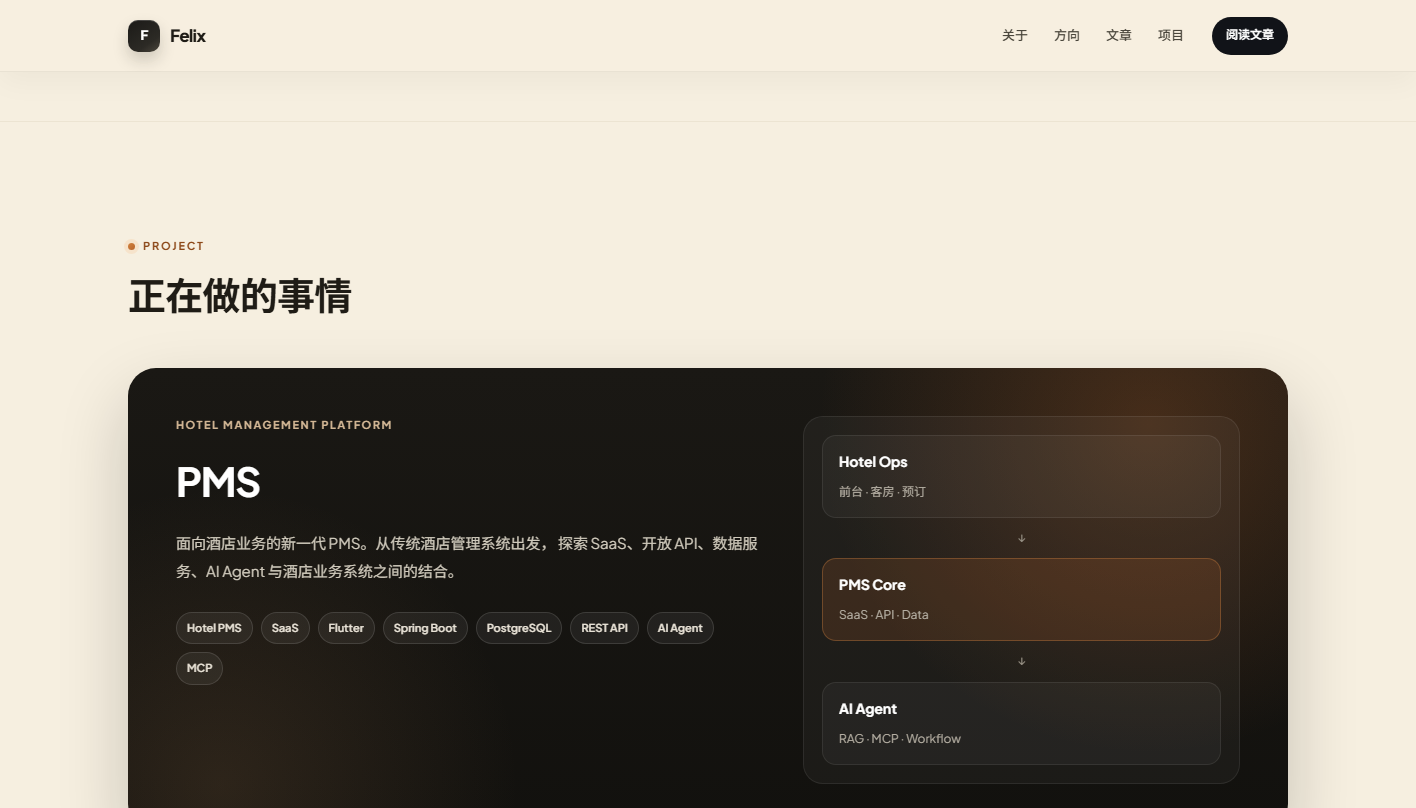 F
Felix
关于
方向
文章
项目
阅读文章
PROJECT
正在做的事情
HOTEL MANAGEMENT PLATFORM
PMS
面向酒店业务的新一代 PMS。从传统酒店管理系统出发， 探索 SaaS、开放 API、数据服
务、AI Agent 与酒店业务系统之间的结合。
Hotel PMS
SaaS
Flutter
Spring Boot
PostgreSQL
REST API
AI Agent
MCP
Hotel Ops
前台 · 客房 · 预订
↓
PMS Core
SaaS · API · Data
↓
AI Agent
RAG · MCP · Workflow